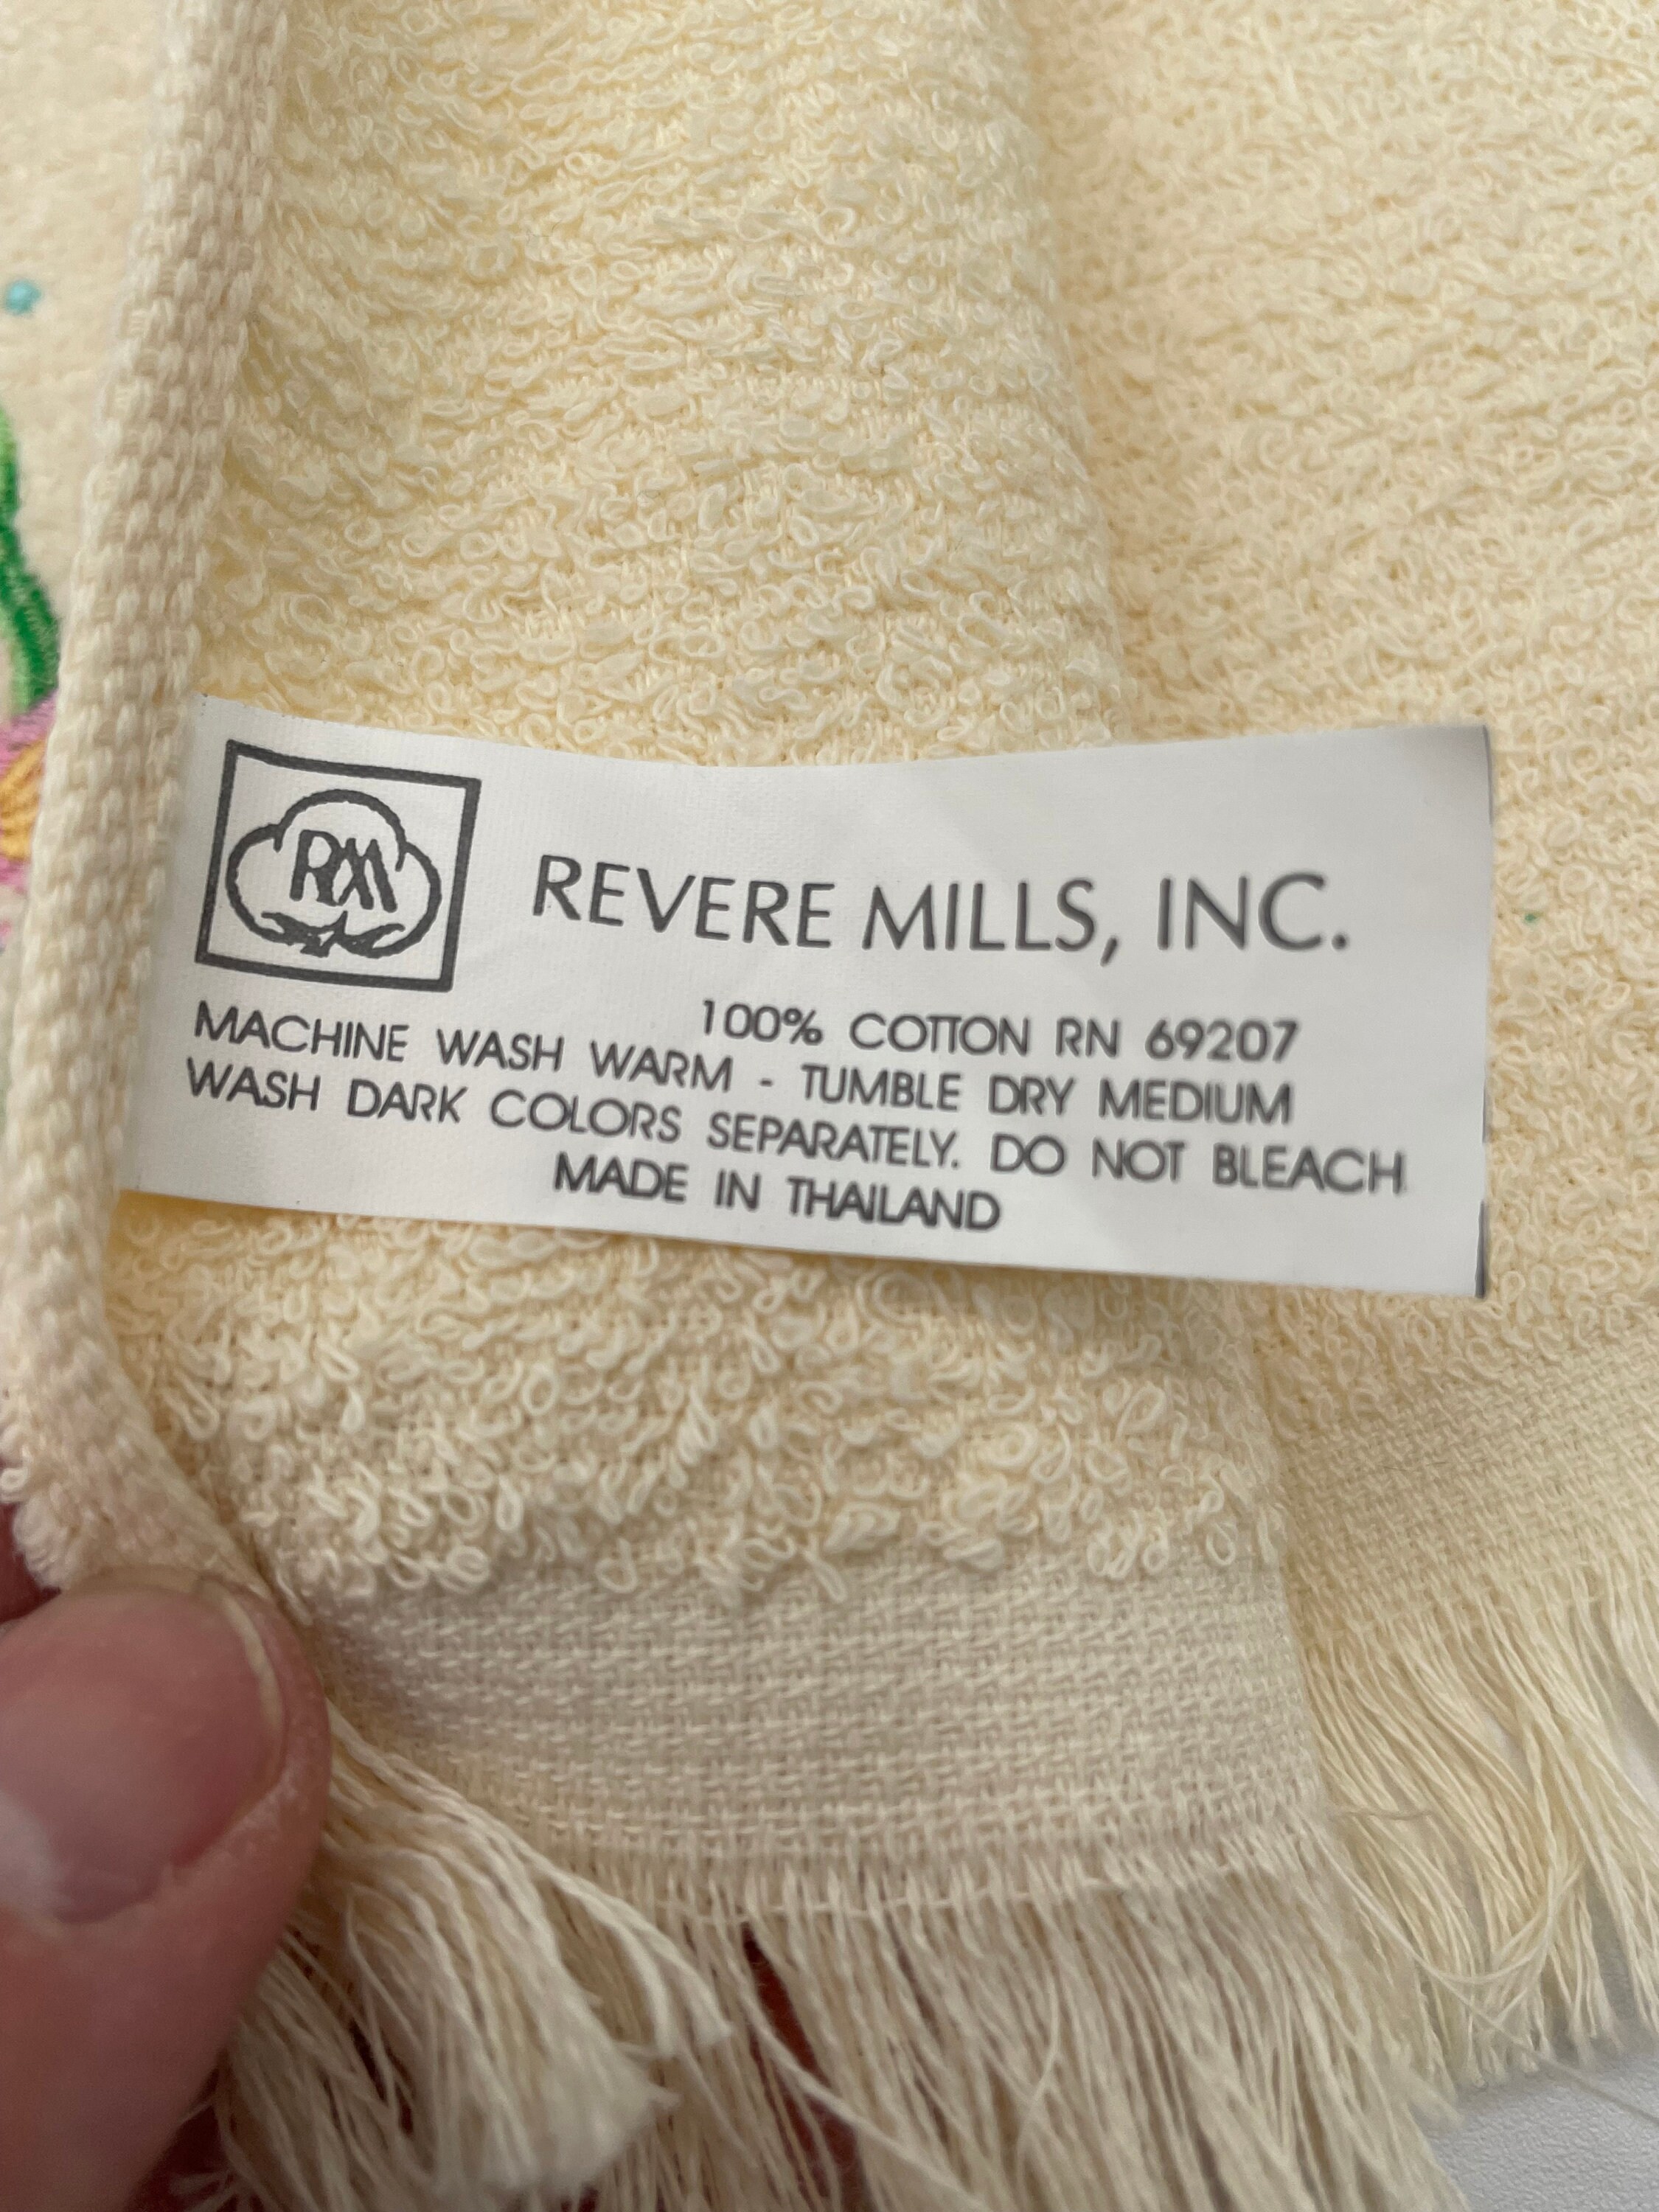 RM
REVERE MILLS, INC.
100% COTTON RN 69207
MACHINE WASH WARM - TUMBLE DRY MEDIUM
WASH DARK COLORS SEPARATELY. DO NOT BLEACH
MADE IN THAILAND